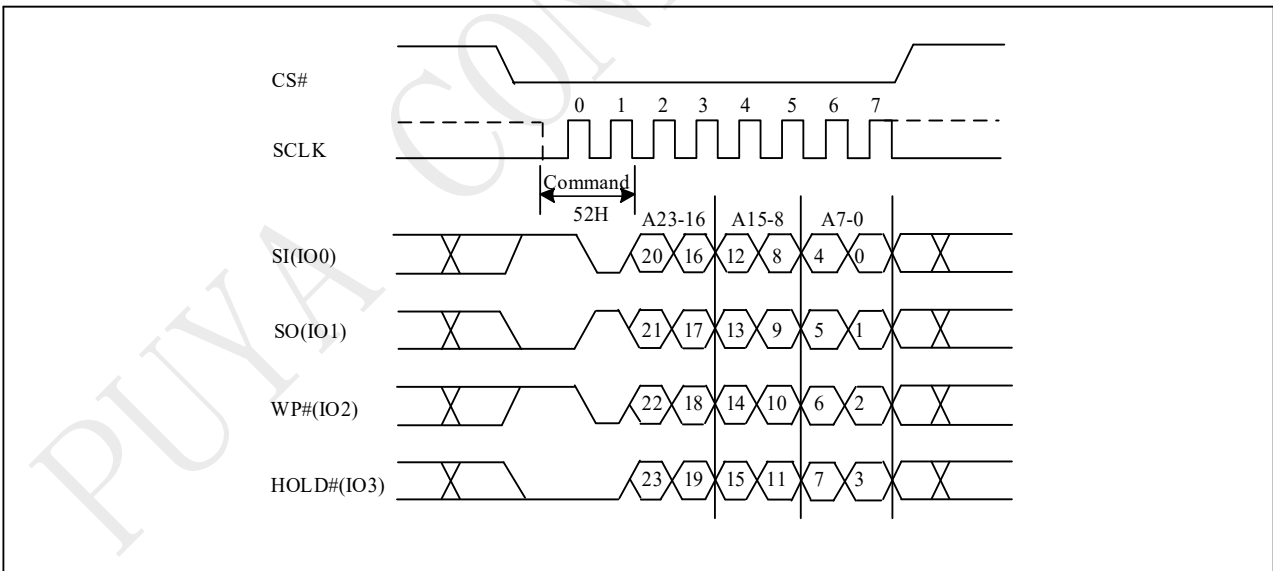 PUYA CON
CS#
0 1 2 3 4 5 6 7
SCLK
Command
52H
A23-16 A15-8 A7-0
SI(IO0) 20 16 12 8 4 0
SO(IO1) 21 17 13 9 5 1
WP#(IO2) 22 18 14 10 6 2
HOLD#(IO3) 23 19 15 11 7 3